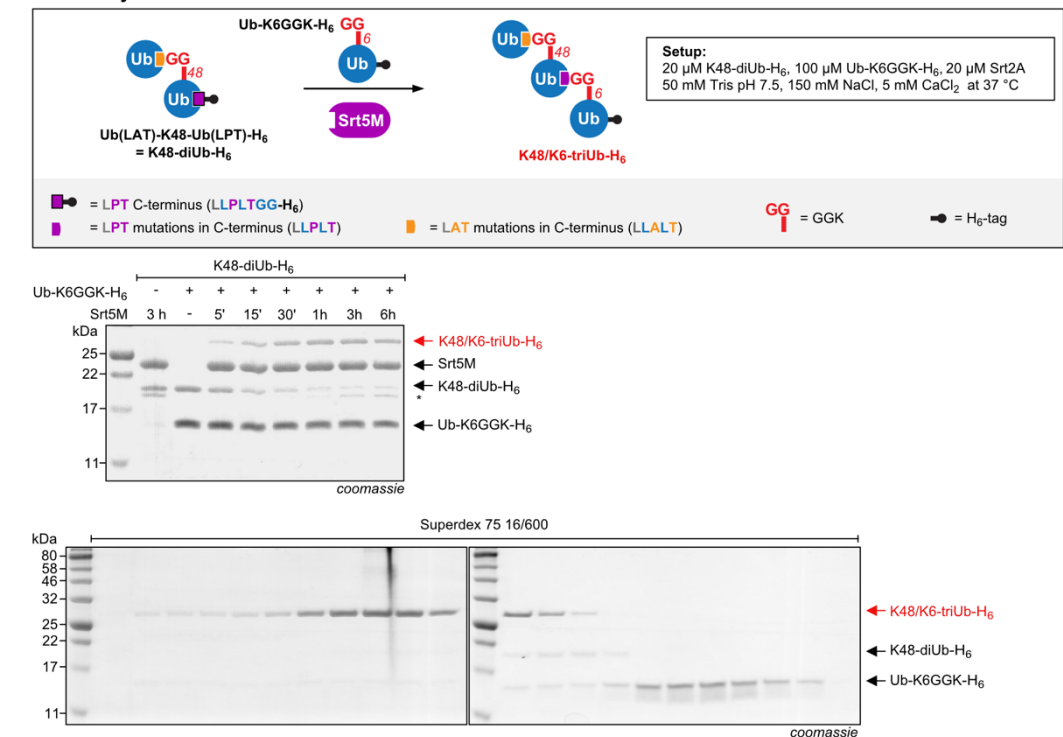 Ub-K6GGK-H6
GG
6
Ub
Ub GG
48
Ub
Ub(LAT)-K48-Ub(LPT)-H6
= K48-diUb-H6
Srt5M
Ub GG
48
Ub GG
6
Ub
K48/K6-triUb-H6
Setup:
20 µM K48-diUb-H6, 100 µM Ub-K6GGK-H6, 20 µM Srt2A
50 mM Tris pH 7.5, 150 mM NaCl, 5 mM CaCl2 at 37 °C
= LPT C-terminus (LLPLTGG-H6)
= LPT mutations in C-terminus (LLPLT)
= LAT mutations in C-terminus (LLALT)
GG = GGK
= H6-tag
K48-diUb-H6
Ub-K6GGK-H6 - + + + + + + +
Srt5M 3 h - 5' 15' 30' 1h 3h 6h
kDa
25
22
17
11
K48/K6-triUb-H6
Srt5M
K48-diUb-H6
*
Ub-K6GGK-H6
coomassie
Superdex 75 16/600
kDa
80
58
46
32
25
22
17
11
K48/K6-triUb-H6
K48-diUb-H6
Ub-K6GGK-H6
coomassie